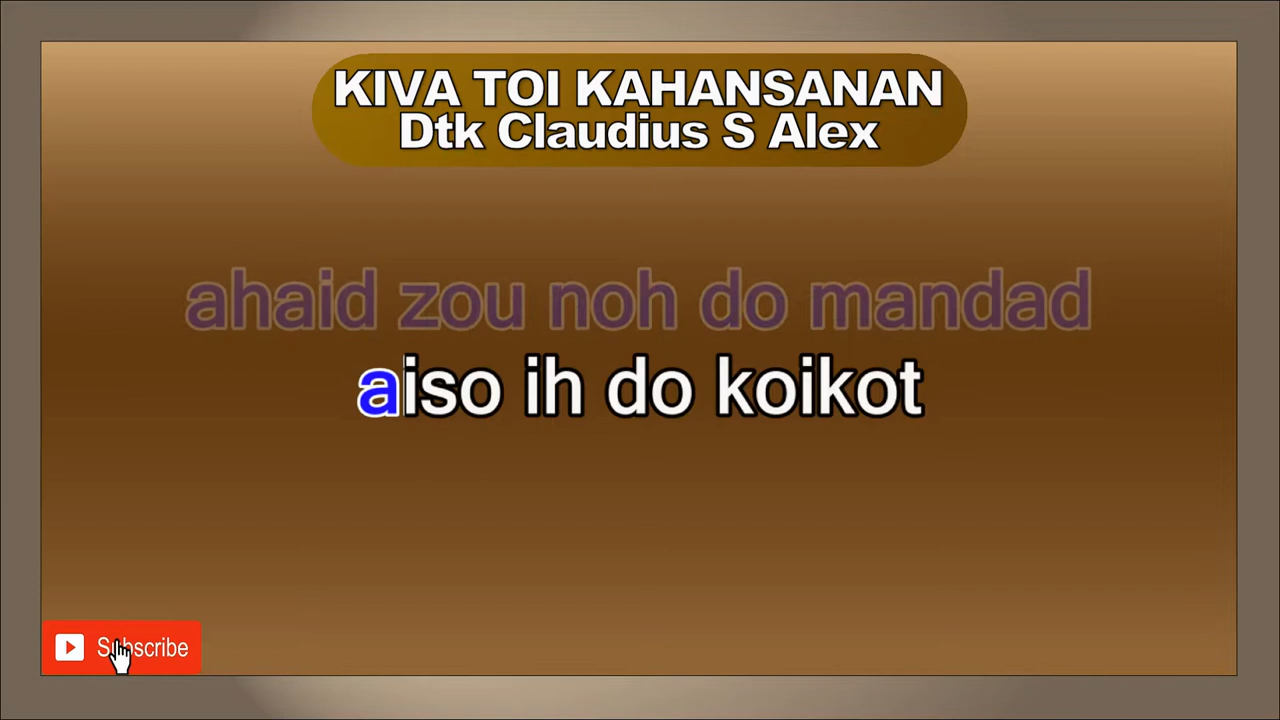 KIVA TOI KAHANSANAN
Dtk Claudius S Alex
ahaid zou noh do mandad
aiso ih do koikot
Subscribe